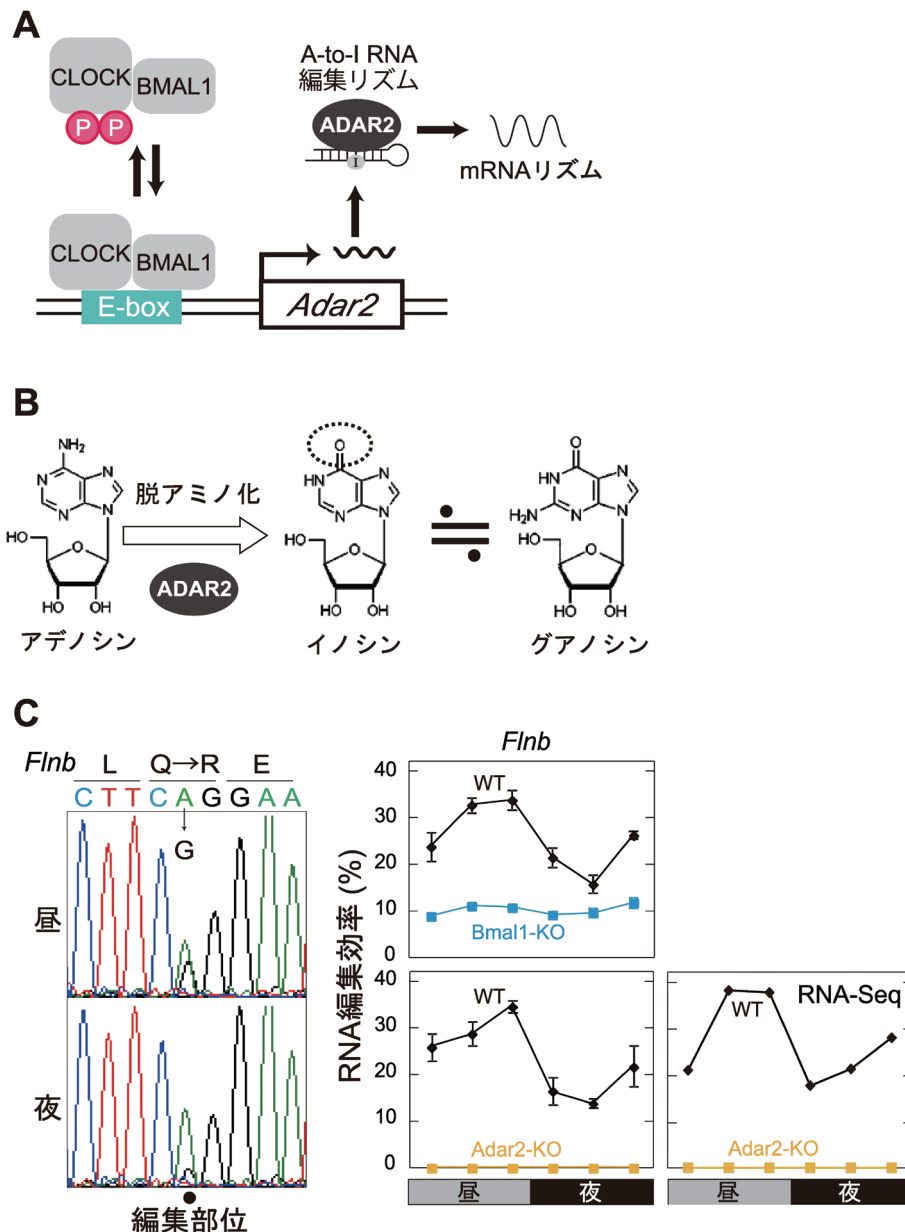 A
CLOCK
BMAL1
P P
CLOCK
BMAL1
E-box
Adar2
A-to-I RNA
編集リズム
ADAR2
I
mRNAリズム
B
NH2
N
N
N
N
HO
O
OH OH
アデノシン
脱アミノ化
ADAR2
O
HN
N
N
N
HO
O
OH OH
イノシン
≒
O
HN
H2N
N
N
N
HO
O
OH OH
グアノシン
C
Flnb L Q→R E
C T T C A G G A A
G
昼
夜
編集部位
Flnb
RNA編集効率 (%)
40
30
20
10
0
WT
Bmal1-KO
40
30
20
10
0
WT
Adar2-KO
昼 夜
RNA-Seq
WT
Adar2-KO
昼 夜